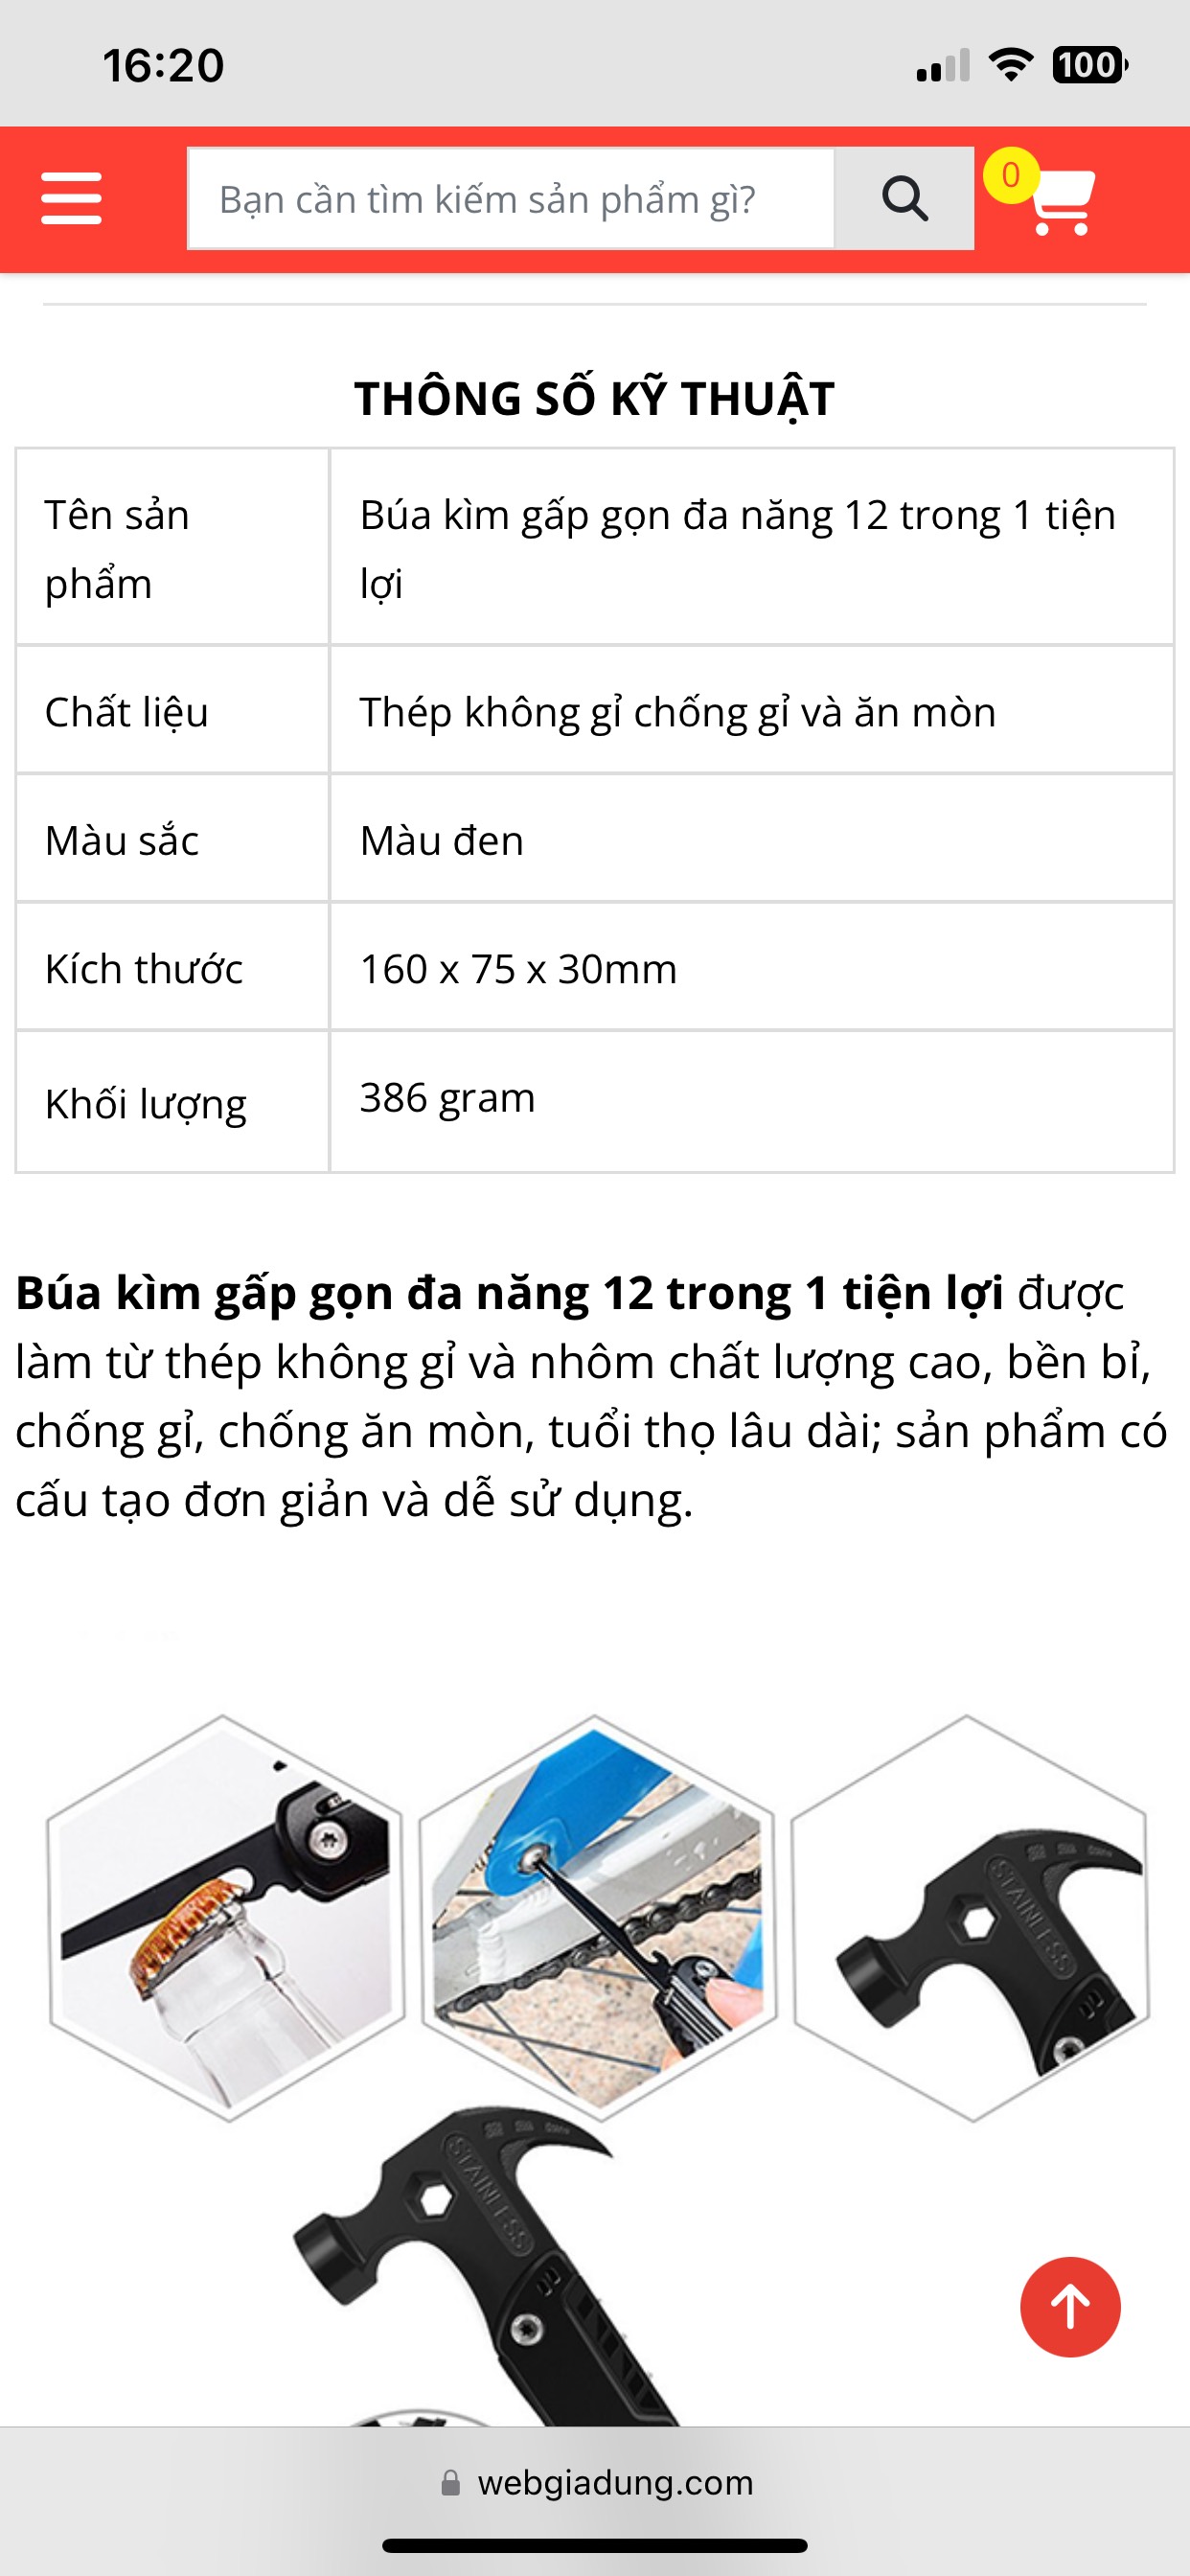 16:20
100
Bạn cần tìm kiếm sản phẩm gì?
0
THÔNG SỐ KỸ THUẬT
Tên sản
phẩm
Búa kìm gấp gọn đa năng 12 trong 1 tiện
lợi
Chất liệu
Thép không gỉ chống gỉ và ăn mòn
Màu sắc
Màu đen
Kích thước
160 x 75 x 30mm
Khối lượng
386 gram
Búa kìm gấp gọn đa năng 12 trong 1 tiện lợi được
làm từ thép không gỉ và nhôm chất lượng cao, bền bỉ,
chống gỉ, chống ăn mòn, tuổi thọ lâu dài; sản phẩm có
cấu tạo đơn giản và dễ sử dụng.
STAINLESS
STAINLESS
webgiadung.com